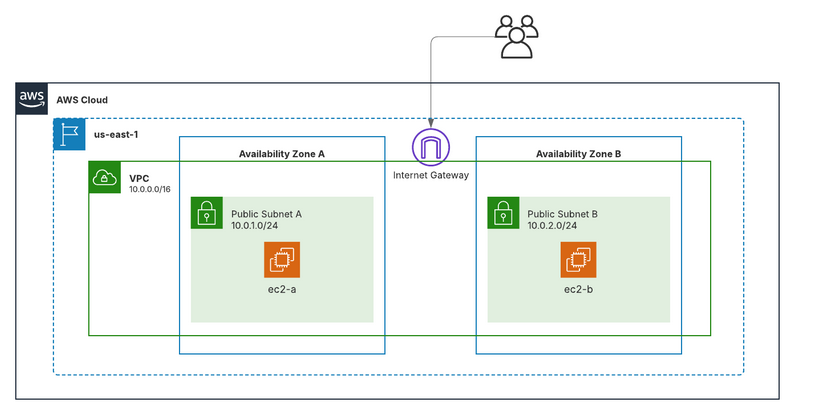 aws
AWS Cloud
us-east-1
Availability Zone A
Availability Zone B
VPC
10.0.0.0/16
Internet Gateway
Public Subnet A
10.0.1.0/24
ec2-a
Public Subnet B
10.0.2.0/24
ec2-b